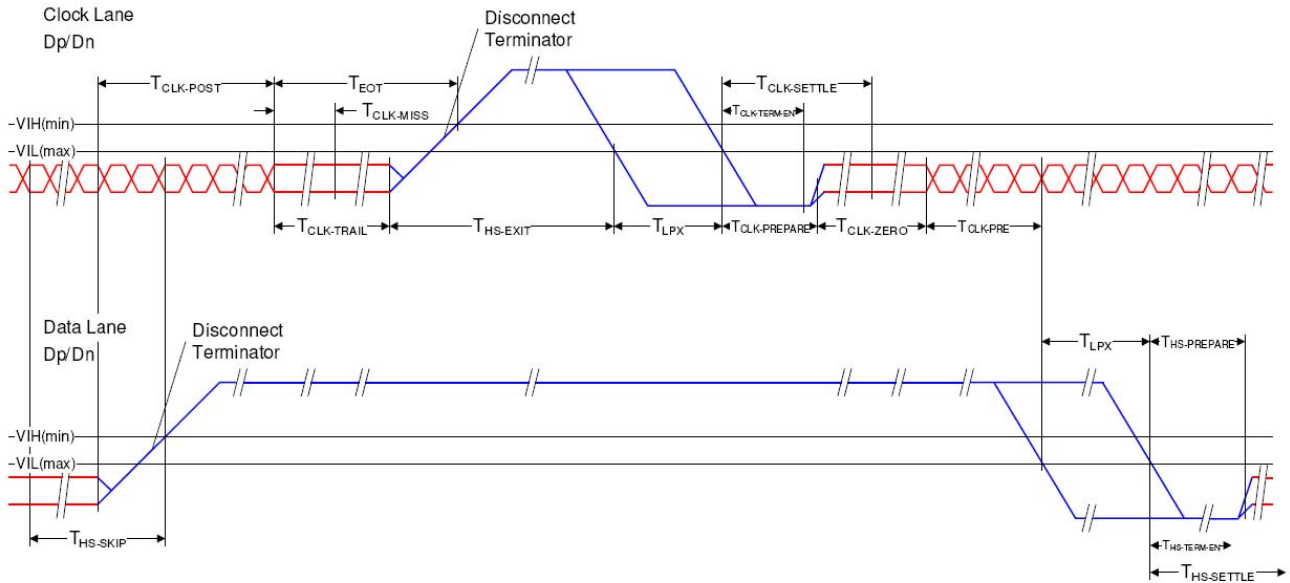 Clock Lane
Dp/Dn
Disconnect
Terminator
TCLK-POST
TEOT
TCLK-SETTLE
TCLK-MISS
TCLK-TERM-EN
VIH(min)
VIL(max)
TCLK-TRAIL
THS-EXIT
TLPX
TCLK-PREPARE
TCLK-ZERO
TCLK-PRE
Data Lane
Dp/Dn
Disconnect
Terminator
TLPX
THS-PREPARE
VIH(min)
VIL(max)
THS-SKIP
THS-TERM-EN
THS-SETTLE